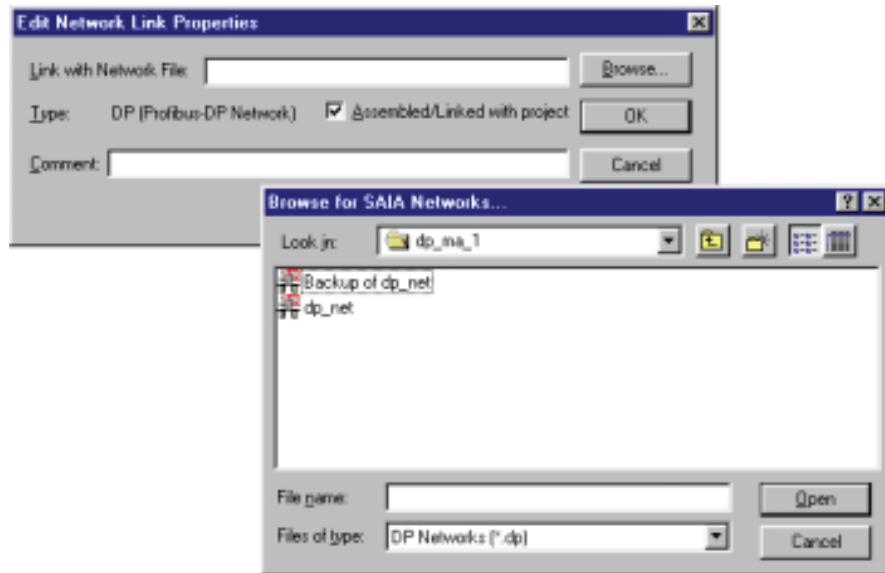 Edit Network Link Properties
Link with Network File:
Browse...
Type: DP (Profibus-DP Network) Assembled/Linked with project
OK
Comment:
Cancel
Browse for SAIA Networks...
Look in: dp_ma_1
Backup of dp_net
dp_net
File name:
Open
Files of type: DP Networks (*.dp)
Cancel